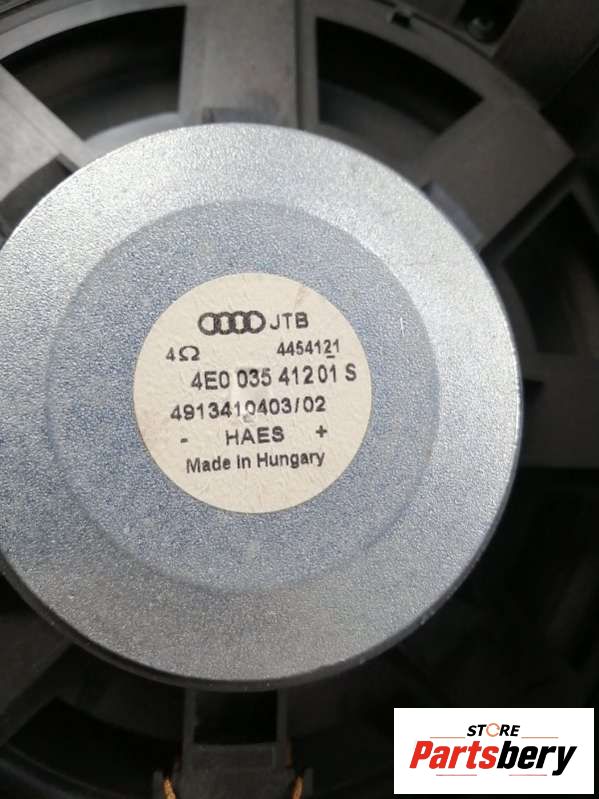 JTB
4Ω 4454121
4E0 035 412 01 S
4913410403/02
- HAES +
Made in Hungary
STORE
Partsbery